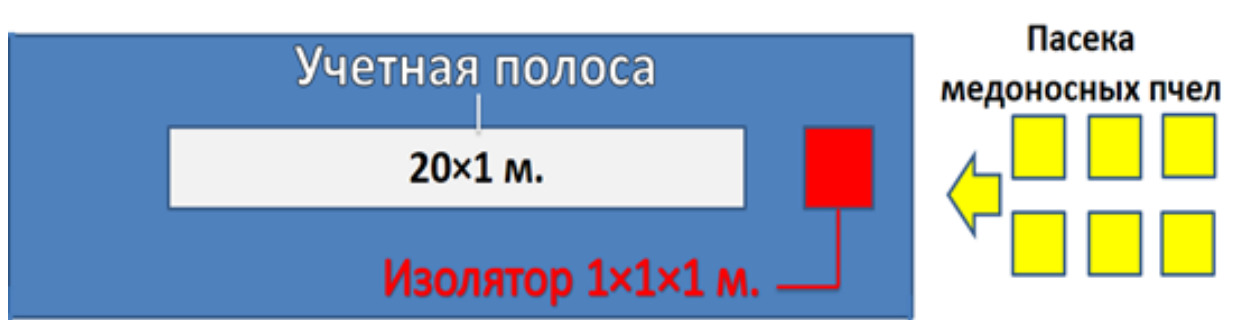 Учетная полоса
20×1 м.
Изолятор 1×1×1 м.
Пасека
медоносных пчел